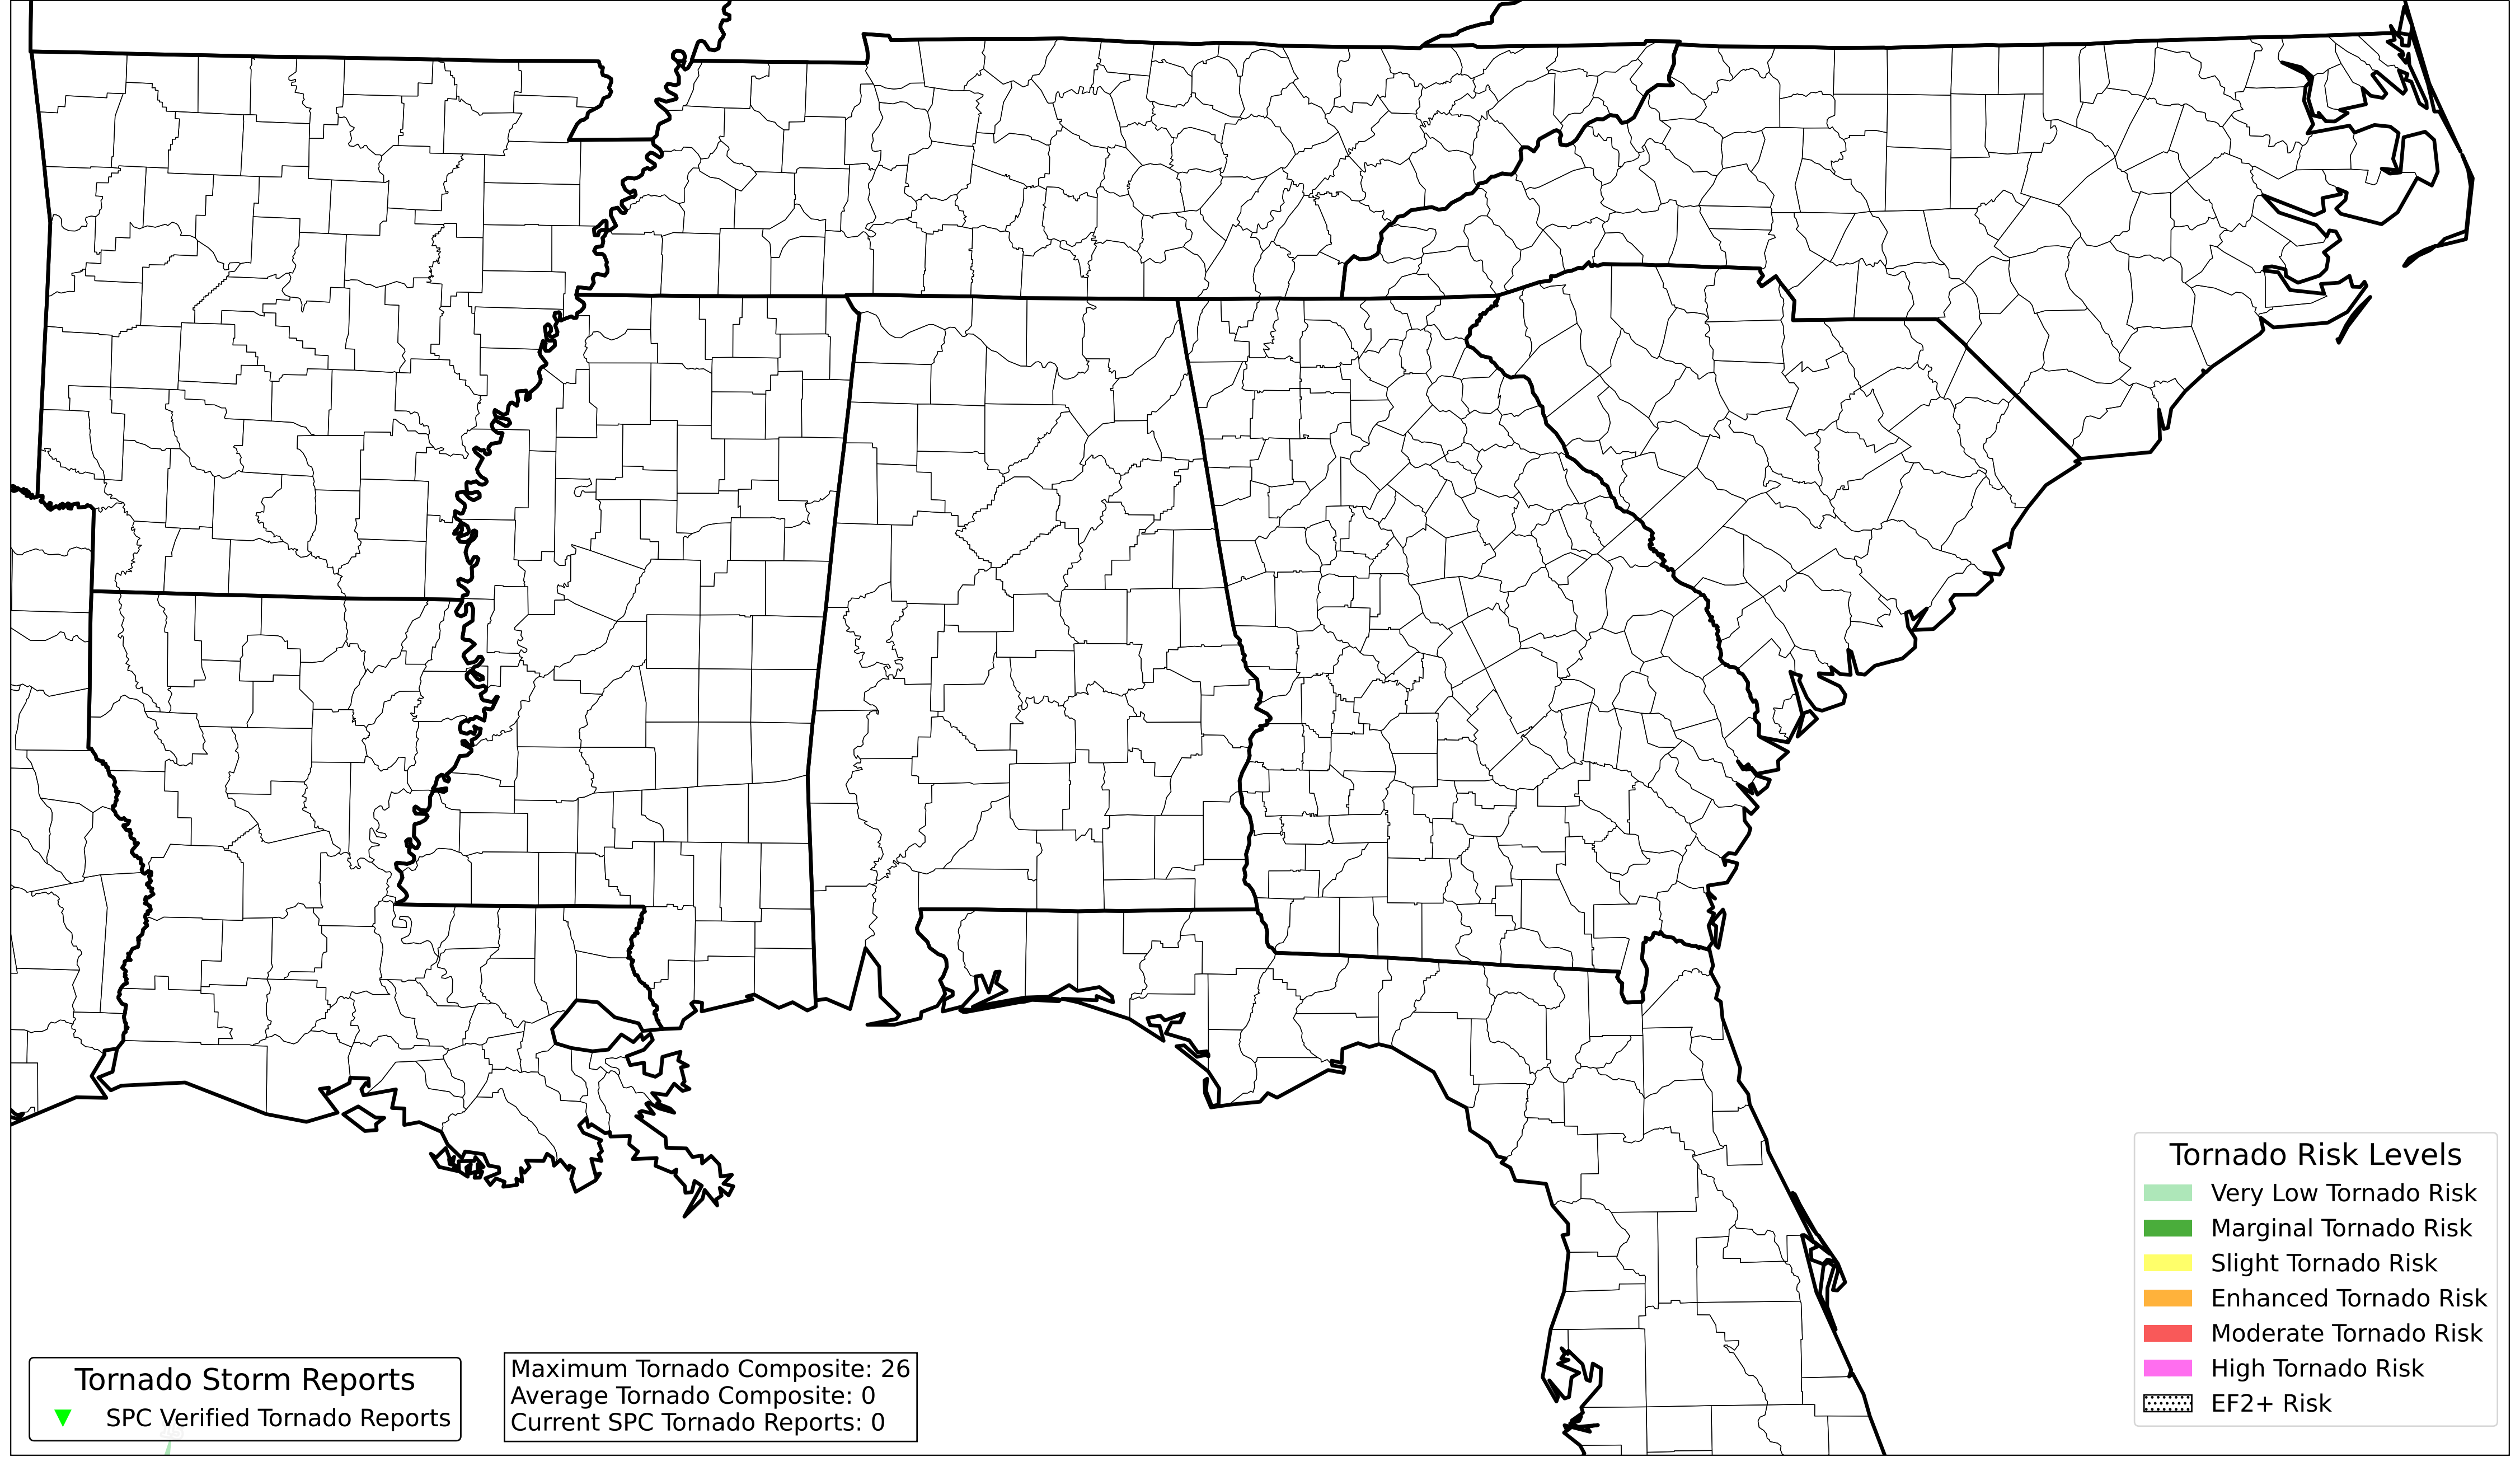 Tornado Risk Levels
Very Low Tornado Risk
Marginal Tornado Risk
Slight Tornado Risk
Enhanced Tornado Risk
Moderate Tornado Risk
High Tornado Risk
EF2+ Risk
Tornado Storm Reports
SPC Verified Tornado Reports
Maximum Tornado Composite: 26
Average Tornado Composite: 0
Current SPC Tornado Reports: 0